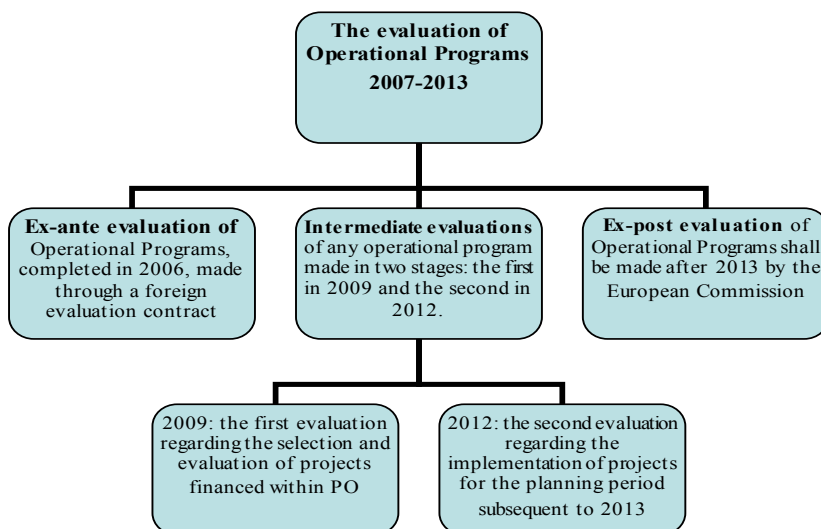 The evaluation of
Operational Programs
2007-2013
Ex-ante evaluation of
Operational Programs,
completed in 2006, made
through a foreign
evaluation contract
Intermediate evaluations
of any operational program
made in two stages: the first
in 2009 and the second in
2012.
Ex-post evaluation of
Operational Programs shall
be made after 2013 by the
European Commission
2009: the first evaluation
regarding the selection and
evaluation of projects
financed within PO
2012: the second evaluation
regarding the
implementation of projects
for the planning period
subsequent to 2013